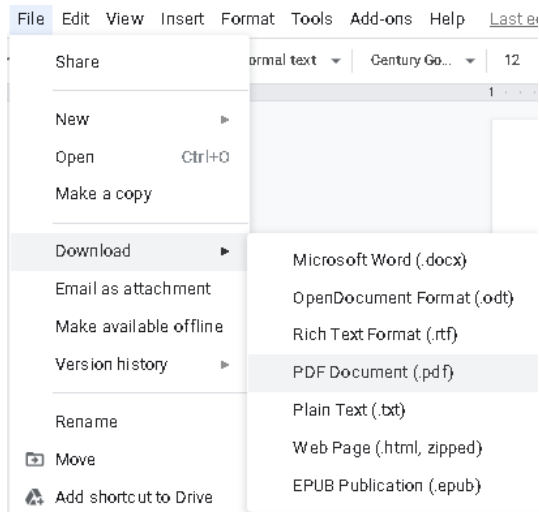 File Edit View Insert Format Tools Add-ons Help Last e
Share
ormal text Century Go... 12
1
New
Open Ctrl+O
Make a copy
Download
Email as attachment
Make available offline
Version history
Rename
Move
Add shortcut to Drive
Microsoft Word (.docx)
OpenDocument Format (.odt)
Rich Text Format (.rtf)
PDF Document (.pdf)
Plain Text (.txt)
Web Page (.html, zipped)
EPUB Publication (.epub)